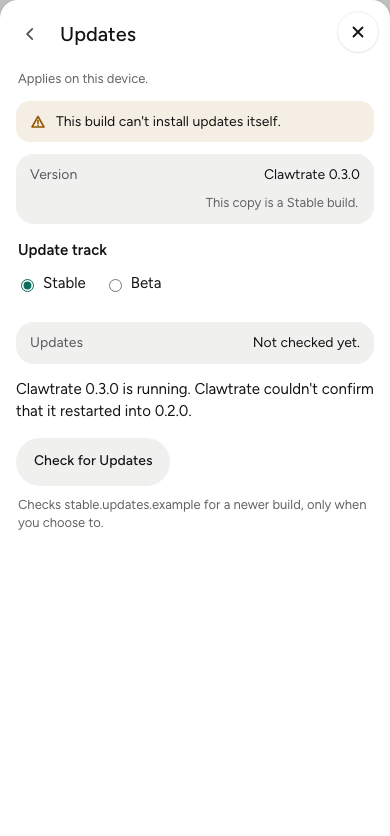 Updates
Applies on this device.
This build can't install updates itself.
Version
Clawtrate 0.3.0
This copy is a Stable build.
Update track
Stable
Beta
Updates
Not checked yet.
Clawtrate 0.3.0 is running. Clawtrate couldn't confirm
that it restarted into 0.2.0.
Check for Updates
Checks stable.updates.example for a newer build, only when
you choose to.